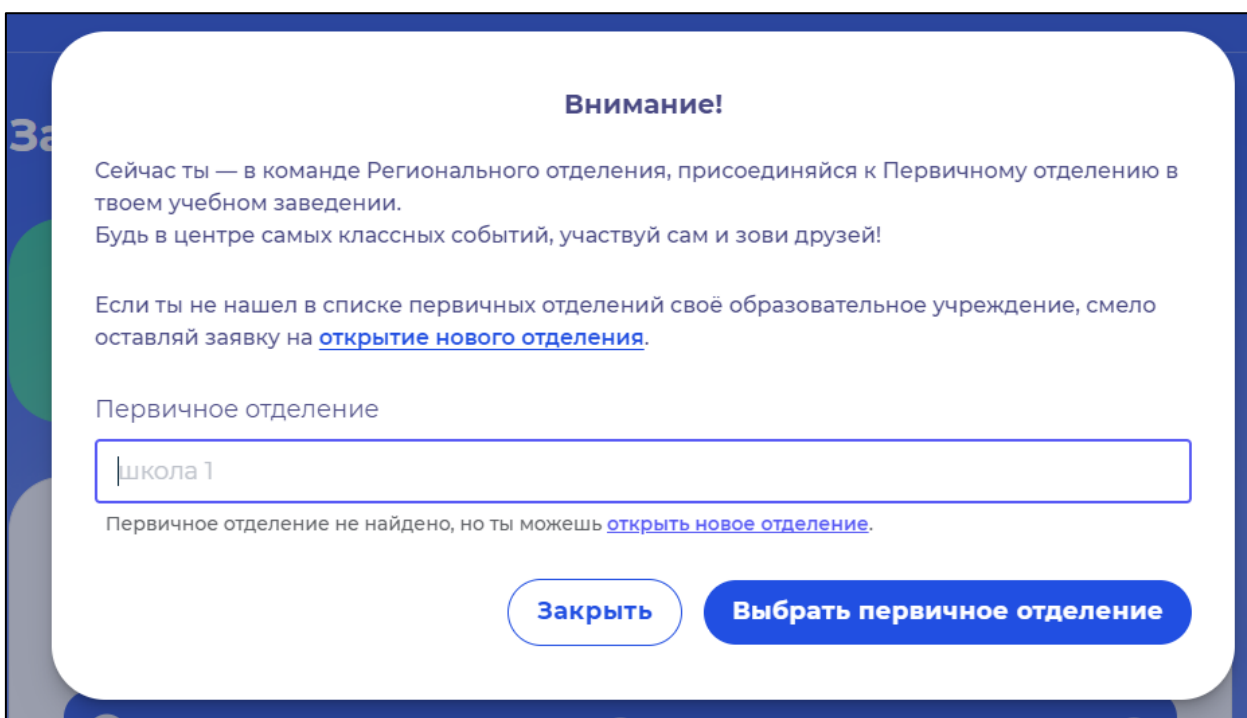 Внимание!
За
Сейчас ты — в команде Регионального отделения, присоединяйся к Первичному отделению в
твоем учебном заведении.
Будь в центре самых классных событий, участвуй сам и зови друзей!
Если ты не нашел в списке первичных отделений своё образовательное учреждение, смело
оставляй заявку на открытие нового отделения.
Первичное отделение
школа 1
Первичное отделение не найдено, но ты можешь открыть новое отделение.
Закрыть
Выбрать первичное отделение